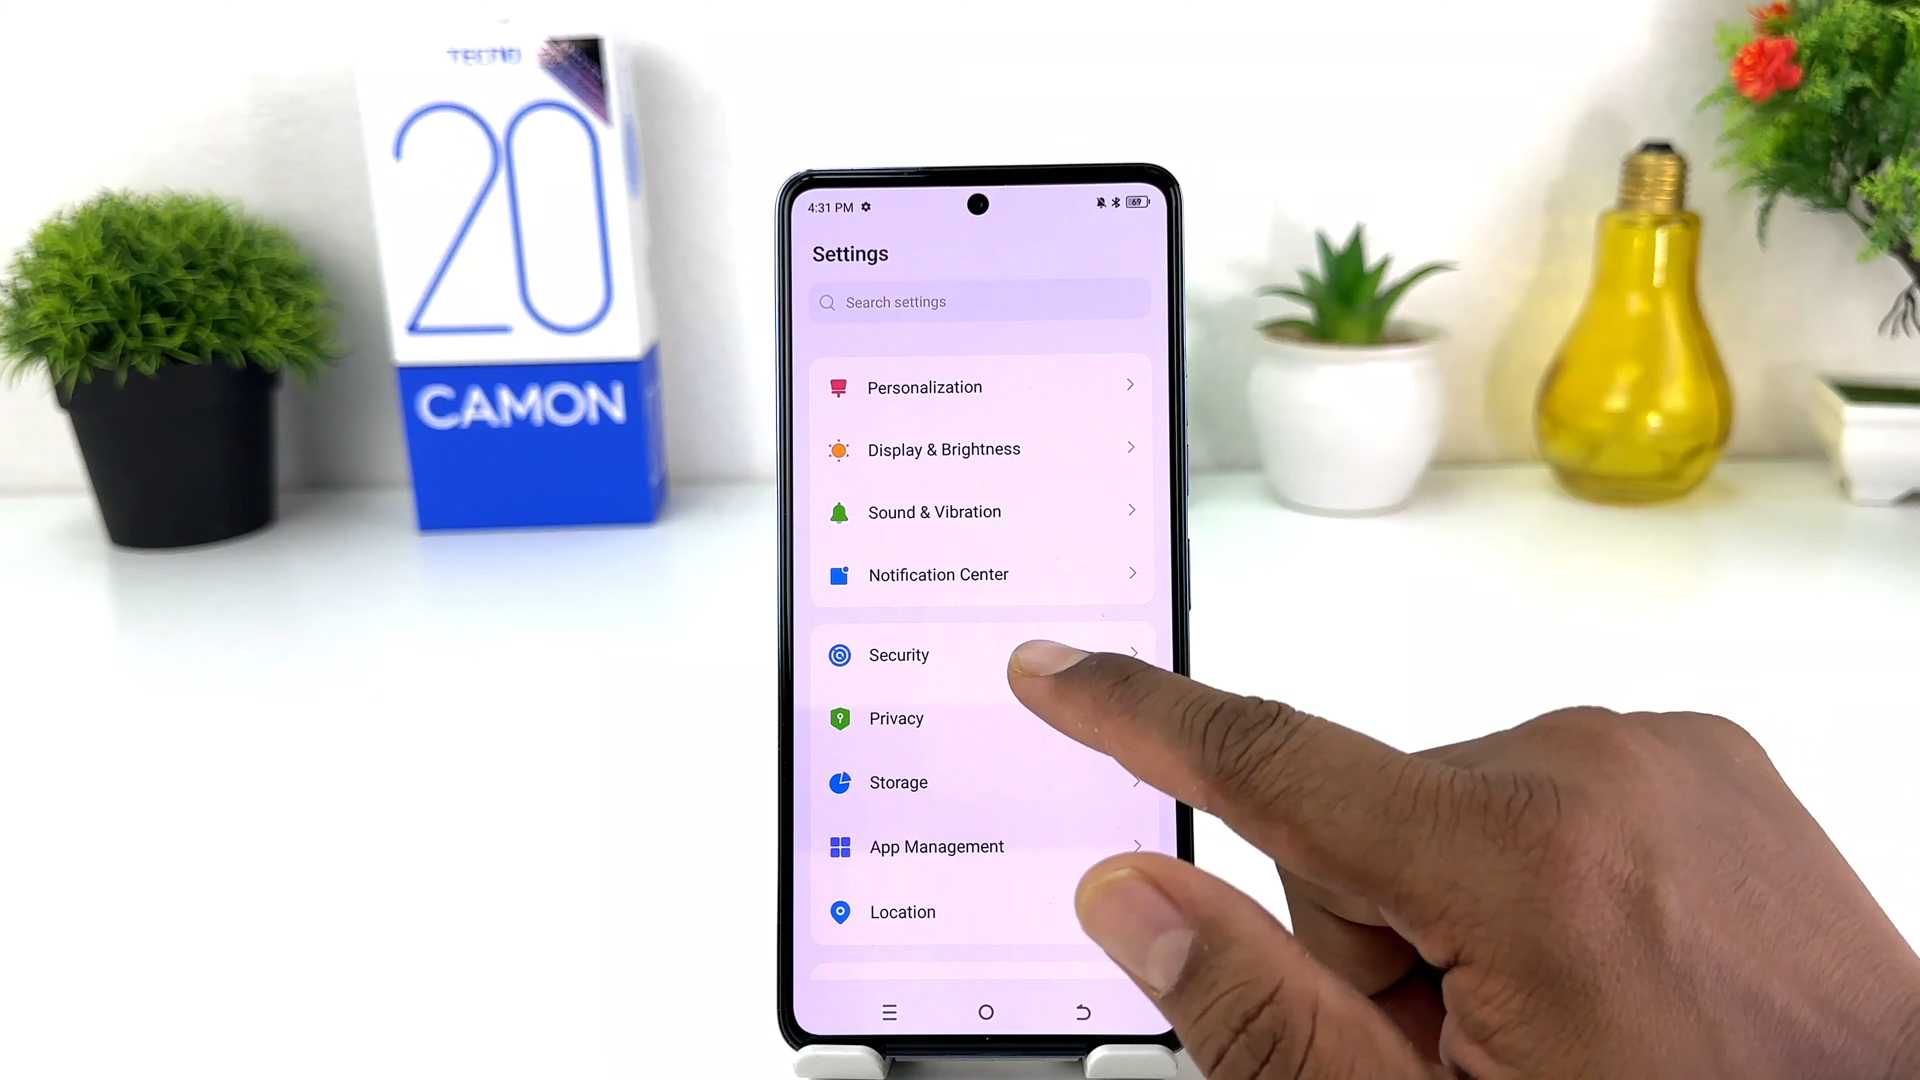 TECNO
20
CAMON
4:31 PM
69
Settings
Search settings
Personalization
Display & Brightness
Sound & Vibration
Notification Center
Security
Privacy
Storage
App Management
Location